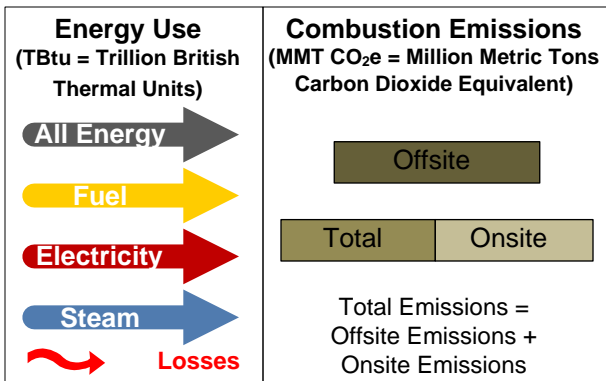 Energy Use
(TBtu = Trillion British
Thermal Units)
All Energy
Fuel
Electricity
Steam
Losses
Combustion Emissions
(MMT CO₂e = Million Metric Tons
Carbon Dioxide Equivalent)
Offsite
Total Onsite
Total Emissions =
Offsite Emissions +
Onsite Emissions